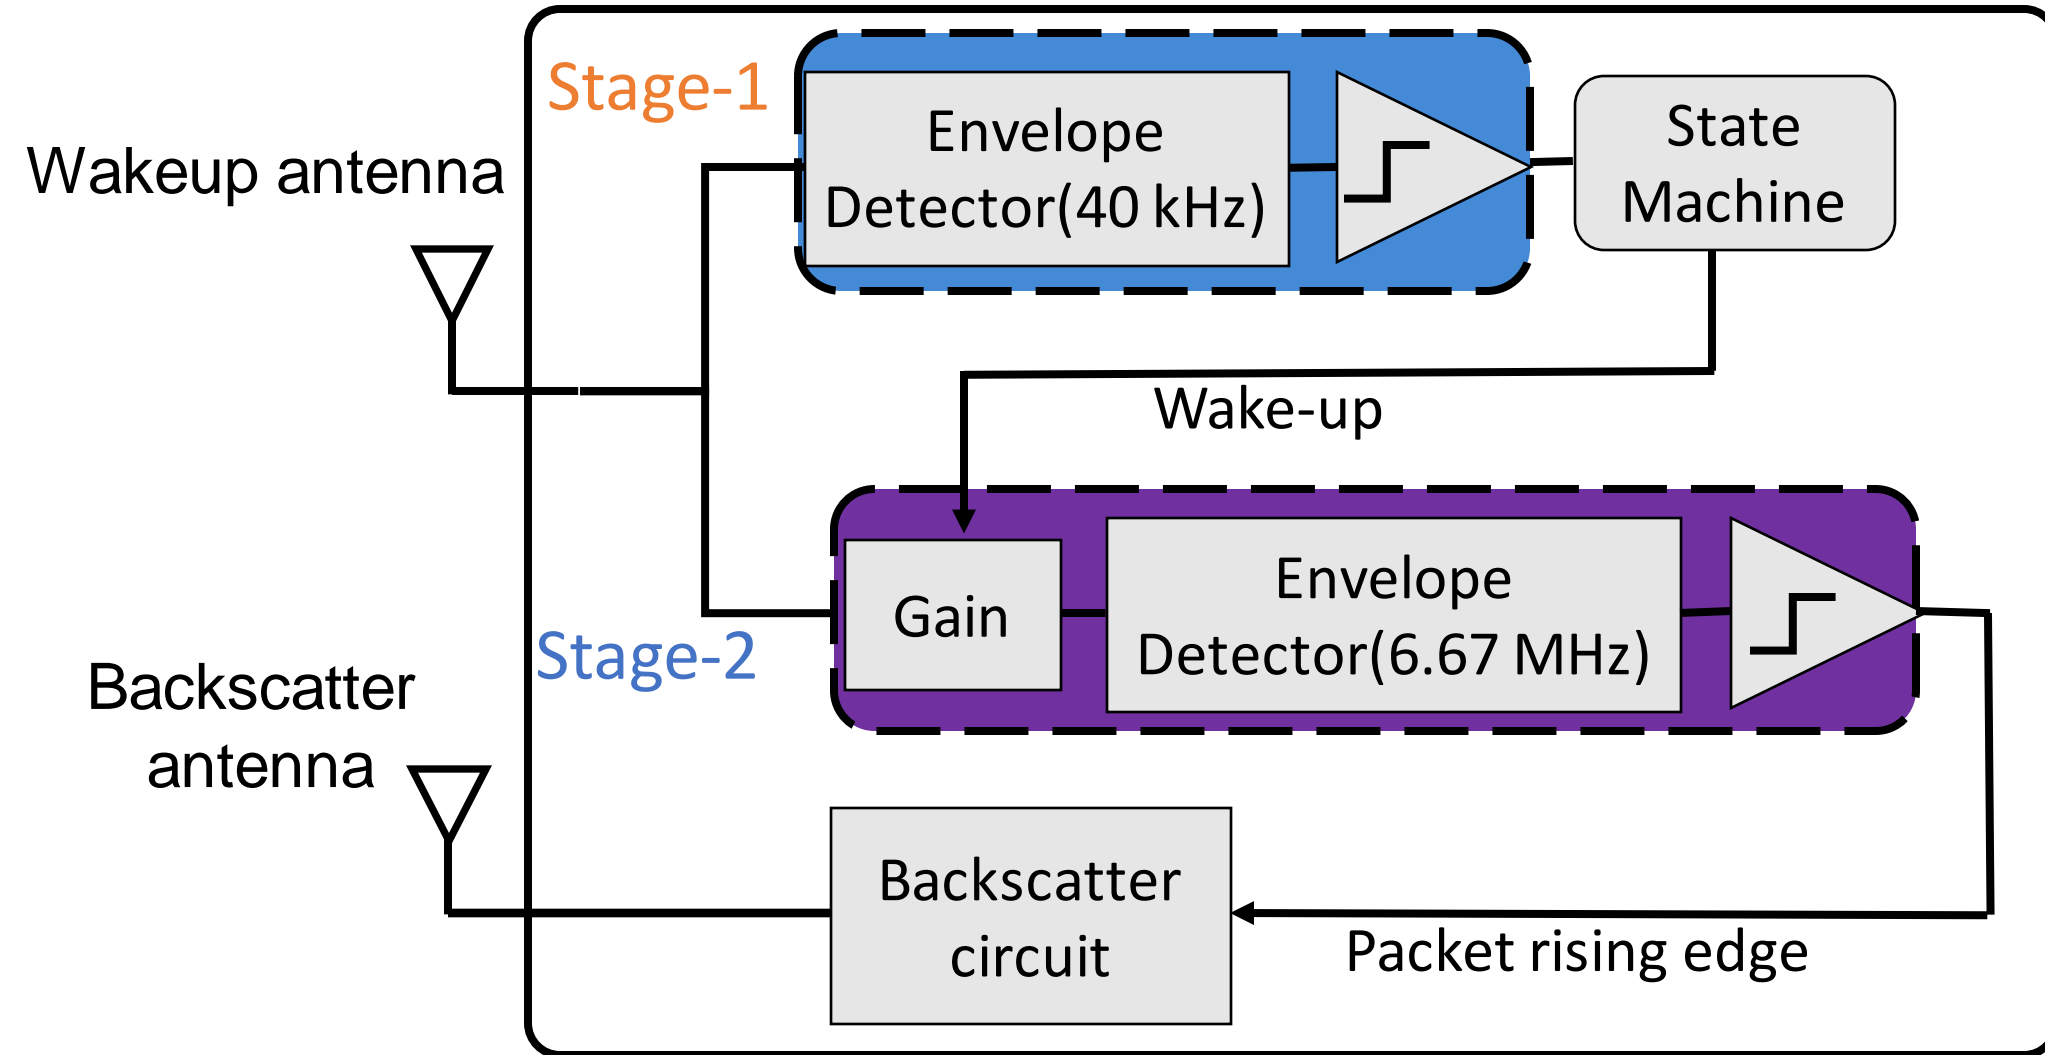 Stage-1
Envelope
Detector(40 kHz)
State
Machine
Wakeup antenna
Wake-up
Stage-2
Gain
Envelope
Detector(6.67 MHz)
Backscatter
antenna
Backscatter
circuit
Packet rising edge